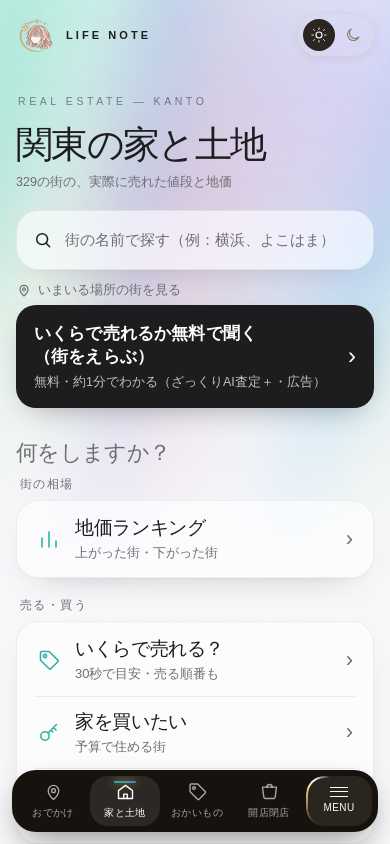 LIFE NOTE
REAL ESTATE — KANTO
関東の家と土地
329の街の、実際に売れた値段と地価
街の名前で探す（例：横浜、よこはま）
いまいる場所の街を見る
いくらで売れるか無料で聞く
（街をえらぶ）
無料・約1分でわかる（ざっくりAI査定＋・広告）
何をしますか？
街の相場
地価ランキング
上がった街・下がった街
売る・買う
いくらで売れる？
30秒で目安・売る順番も
家を買いたい
予算で住める街
おでかけ
家と土地
おかいもの
開店閉店
MENU